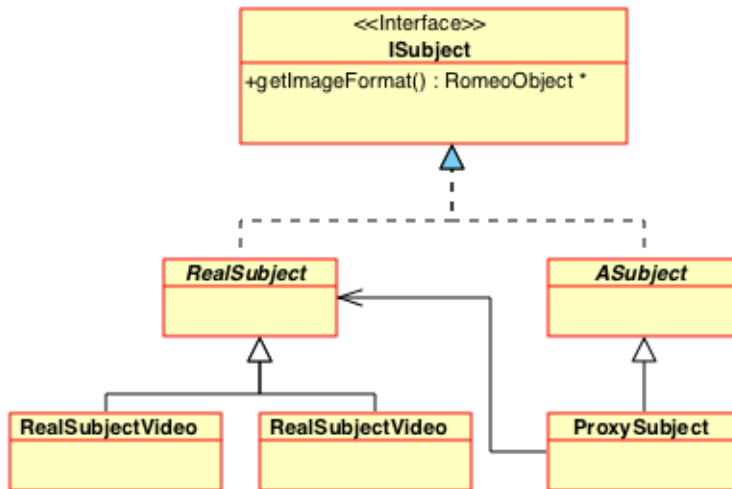 <<Interface>>
ISubject
+getImageFormat() : RomeoObject *
RealSubject
ASubject
RealSubjectVideo
RealSubjectVideo
ProxySubject